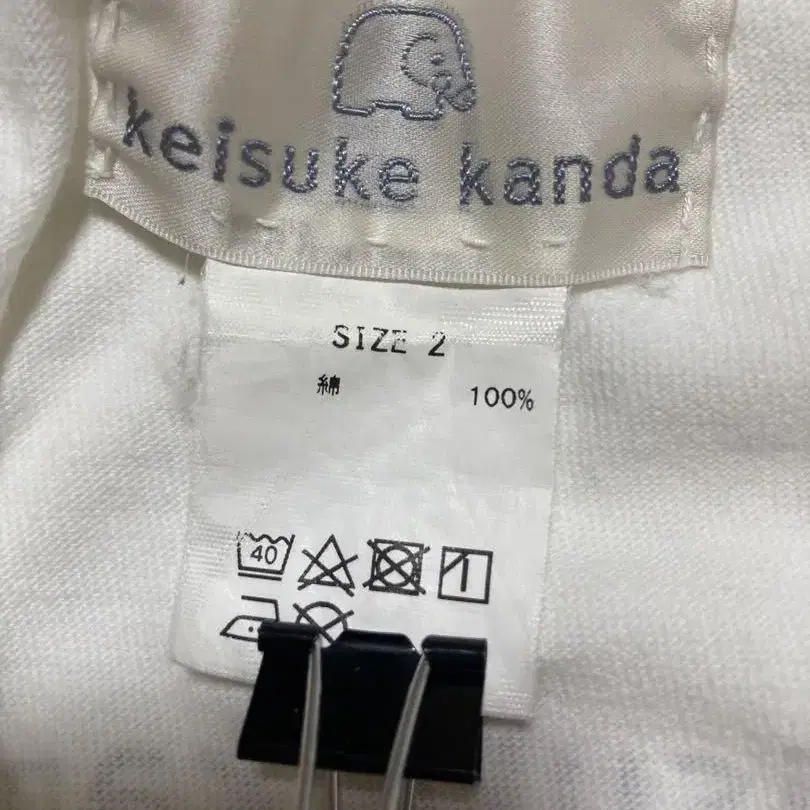 keisuke kanda
SIZE 2
綿 100%
40